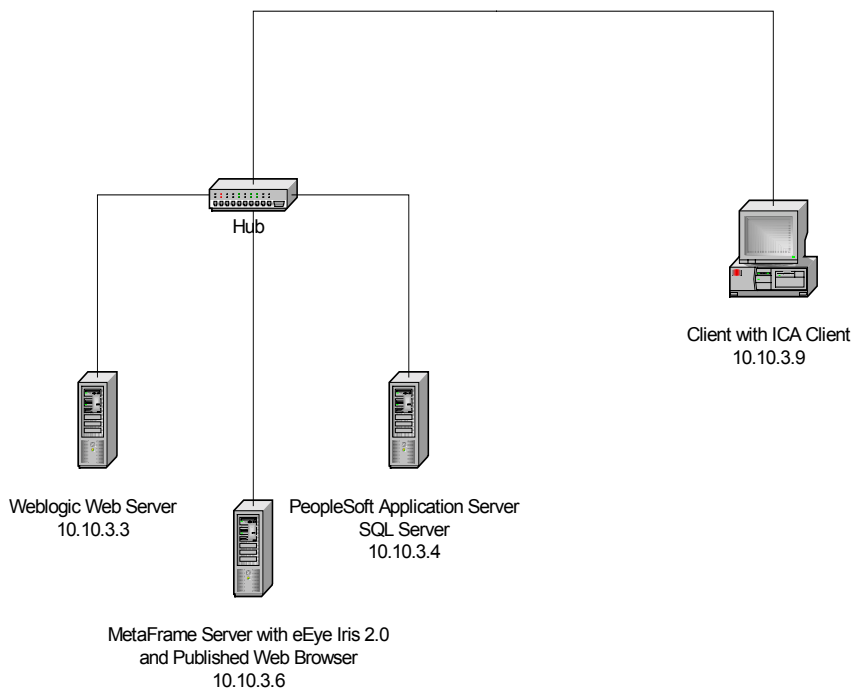 Hub
Client with ICA Client
10.10.3.9
Weblogic Web Server
10.10.3.3
PeopleSoft Application Server
SQL Server
10.10.3.4
MetaFrame Server with eEye Iris 2.0
and Published Web Browser
10.10.3.6